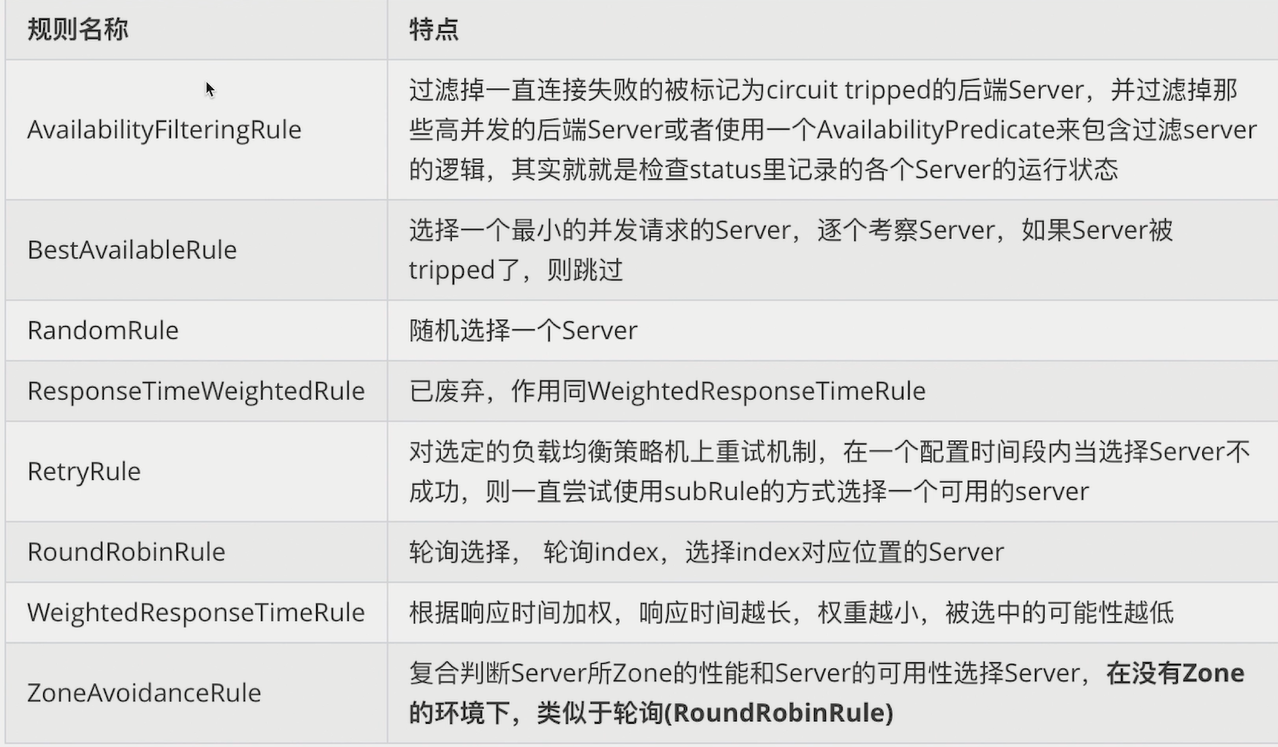 规则名称
特点
AvailabilityFilteringRule
过滤掉一直连接失败的被标记为circuit tripped的后端Server，并过滤掉那
些高并发的后端Server或者使用一个AvailabilityPredicate来包含过滤server
的逻辑，其实就就是检查status里记录的各个Server的运行状态
BestAvailableRule
选择一个最小的并发请求的Server，逐个考察Server，如果Server被
tripped了，则跳过
RandomRule
随机选择一个Server
ResponseTimeWeightedRule
已废弃，作用同WeightedResponseTimeRule
RetryRule
对选定的负载均衡策略机上重试机制，在一个配置时间段内当选择Server不
成功，则一直尝试使用subRule的方式选择一个可用的server
RoundRobinRule
轮询选择， 轮询index，选择index对应位置的Server
WeightedResponseTimeRule
根据响应时间加权，响应时间越长，权重越小，被选中的可能性越低
ZoneAvoidanceRule
复合判断Server所Zone的性能和Server的可用性选择Server，在没有Zone
的环境下，类似于轮询(RoundRobinRule)